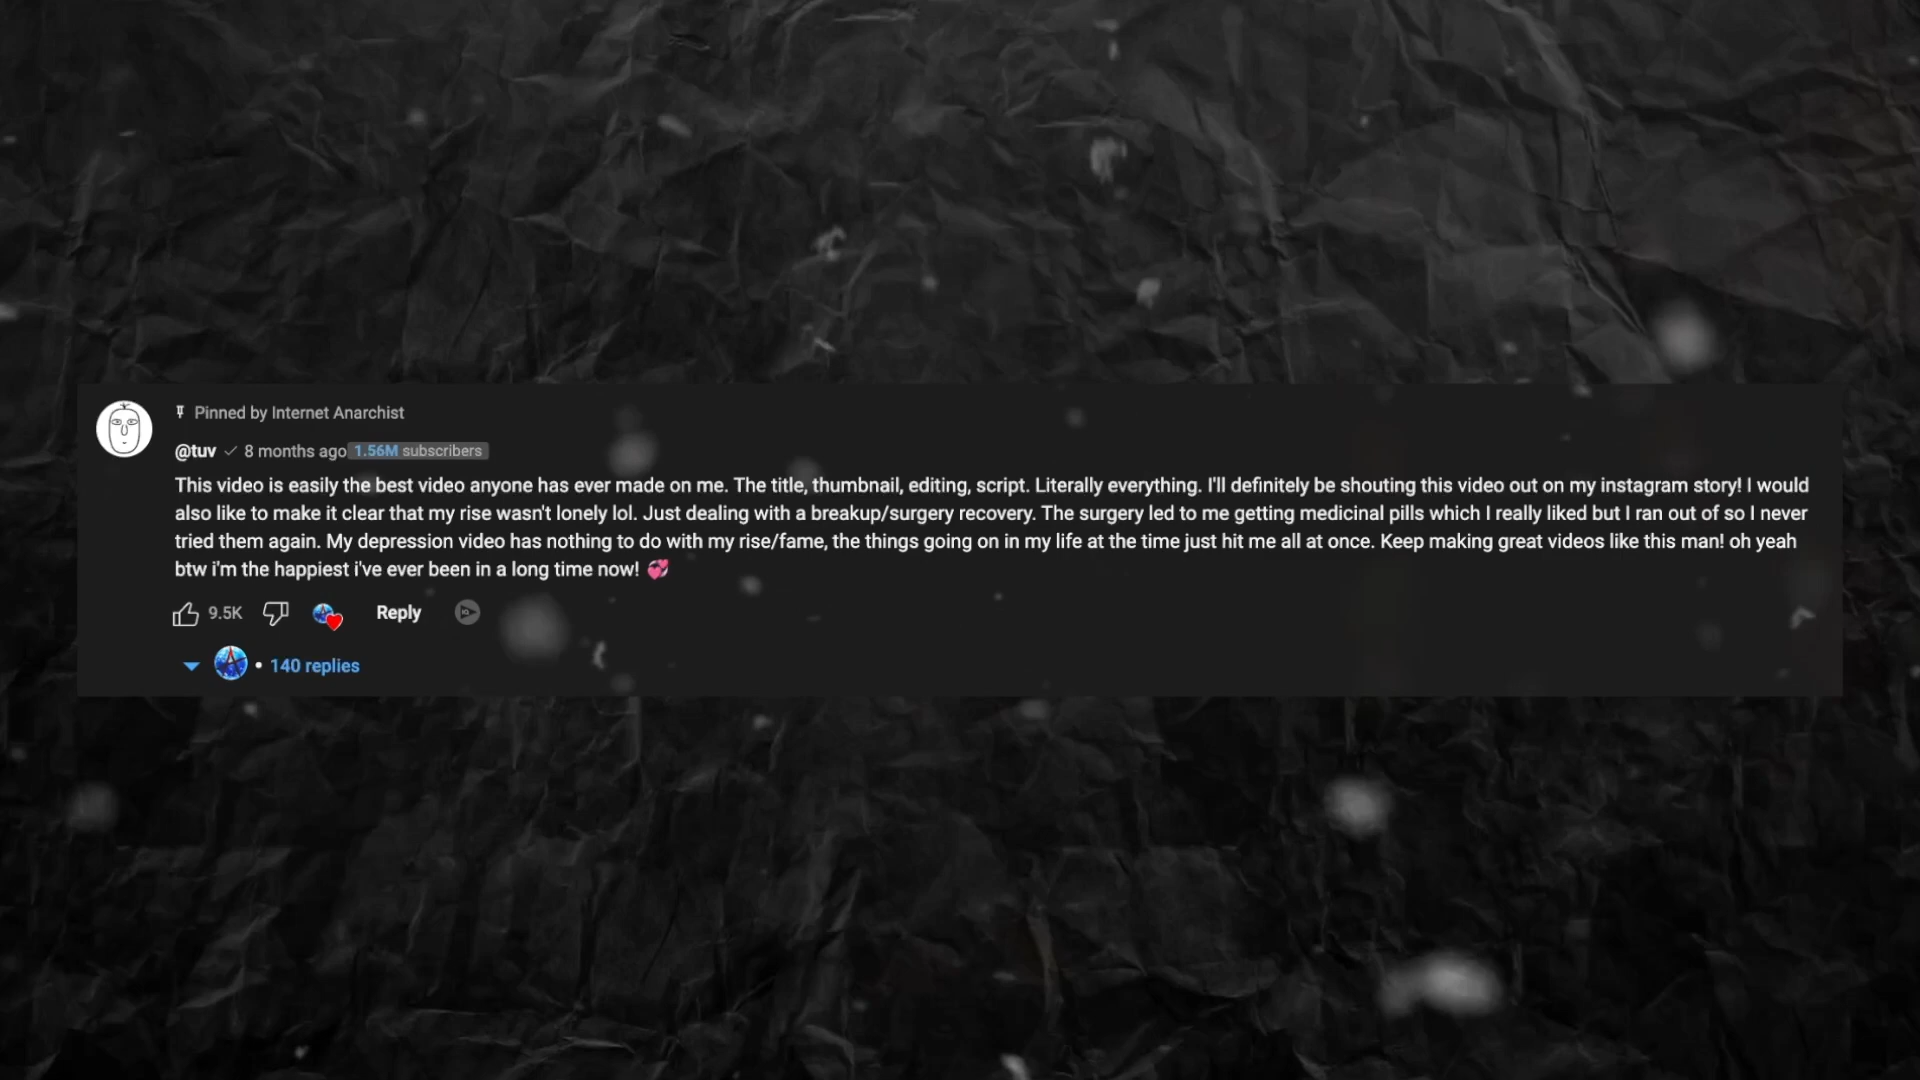 Pinned by Internet Anarchist
@tuv 8 months ago 1.56M subscribers
This video is easily the best video anyone has ever made on me. The title, thumbnail, editing, script. Literally everything. I'll definitely be shouting this video out on my instagram story! I would
also like to make it clear that my rise wasn't lonely lol. Just dealing with a breakup/surgery recovery. The surgery led to me getting medicinal pills which I really liked but I ran out of so I never
tried them again. My depression video has nothing to do with my rise/fame, the things going on in my life at the time just hit me all at once. Keep making great videos like this man! oh yeah
btw i'm the happiest i've ever been in a long time now! 💞
9.5K Reply
• 140 replies